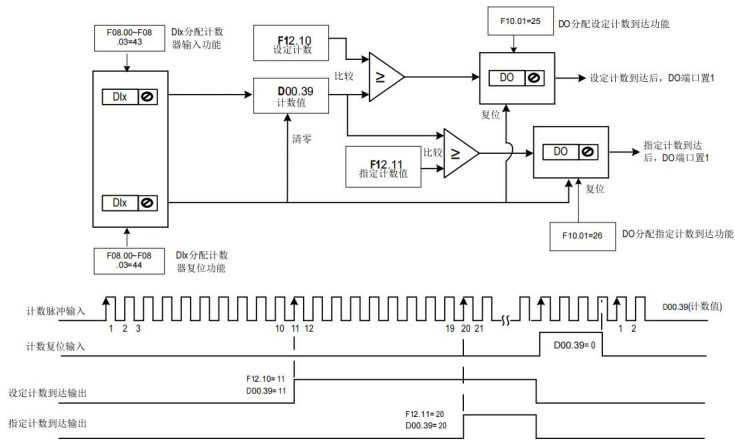 F08.00~F08
.03=43
DIx分配计数
器输入功能
F12.10
设定计数
F10.01=25
DO分配设定计数到达功能
DIx
D00.39
计数值
比较
≥
DO
设定计数到达后，DO端口置1
清零
复位
F12.11
指定计数值
比较
≥
DO
指定计数到达
后，DO端口置1
DIx
复位
F08.00~F08
.03=44
DIx分配计数
器复位功能
F10.01=26
DO分配指定计数到达功能
计数脉冲输入
D00.39(计数值)
1 2 3 10 11 12 19 20 21 1 2
计数复位输入
D00.39= 0
F12.10= 11
D00.39= 11
设定计数到达输出
F12.11= 20
D00.39= 20
指定计数到达输出